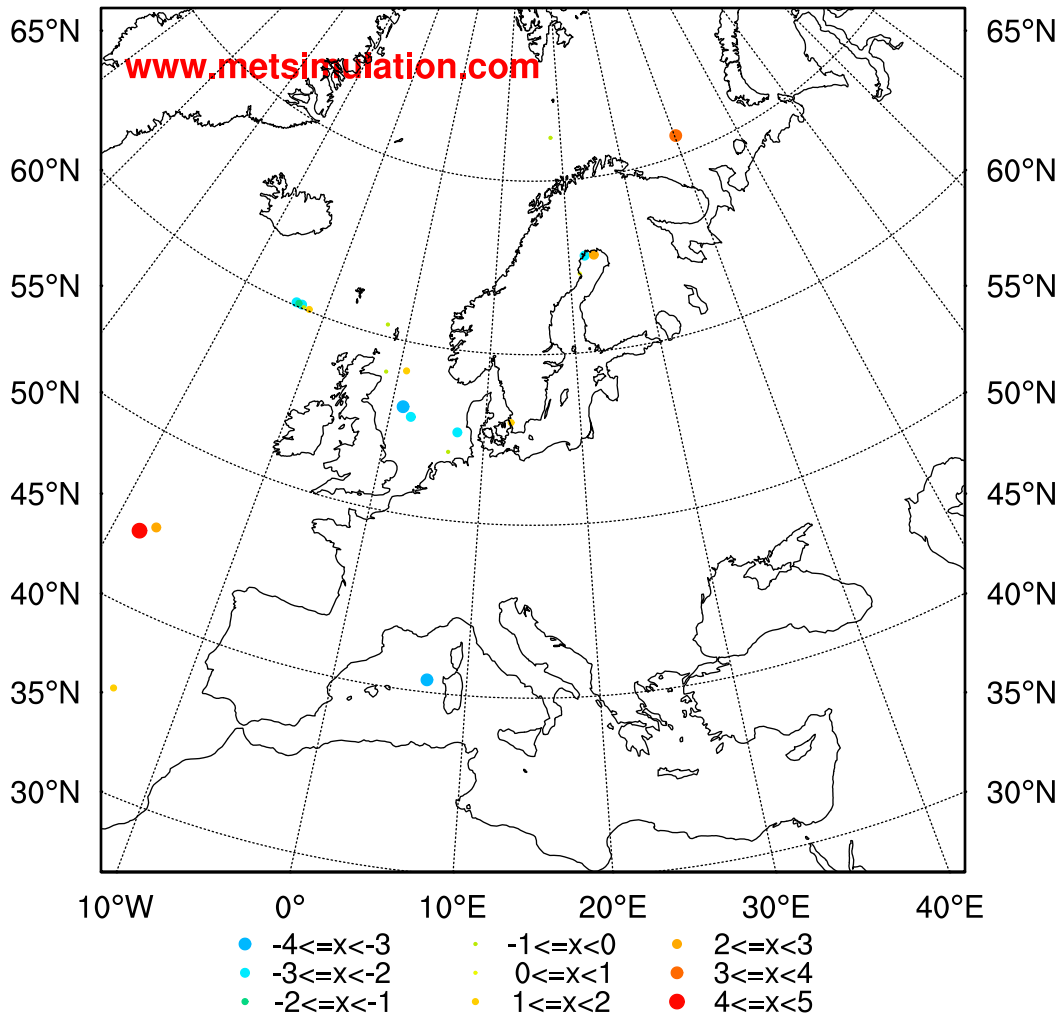 65°N 65°N
www.metsimulation.com
60°N 60°N
55°N 55°N
50°N 50°N
45°N 45°N
40°N 40°N
35°N 35°N
30°N 30°N
10°W 0° 10°E 20°E 30°E 40°E
-4<=x<-3 -1<=x<0 2<=x<3
-3<=x<-2 0<=x<1 3<=x<4
-2<=x<-1 1<=x<2 4<=x<5